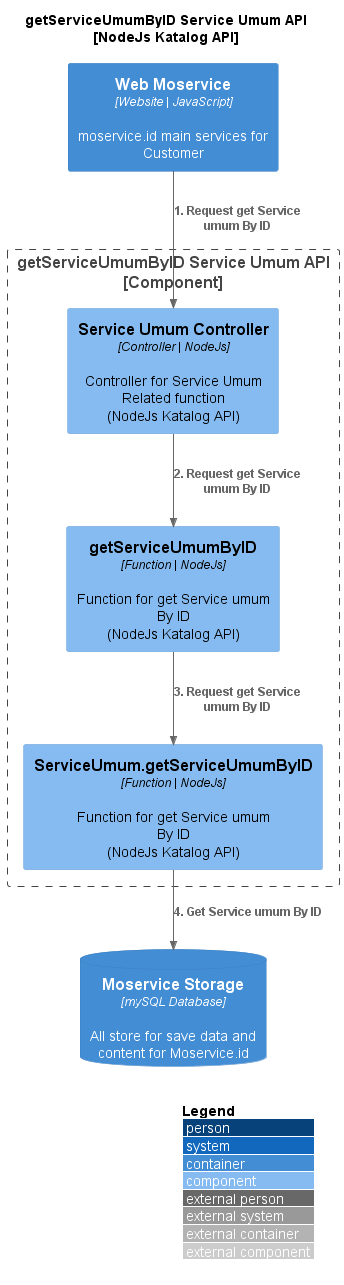 getServiceUmumByID Service Umum API
[NodeJs Katalog API]
Web Moservice
[Website | JavaScript]
moservice.id main services for
Customer
1. Request get Service
umum By ID
getServiceUmumByID Service Umum API
[Component]
Service Umum Controller
[Controller | NodeJs]
Controller for Service Umum
Related function
(NodeJs Katalog API)
2. Request get Service
umum By ID
getServiceUmumByID
[Function | NodeJs]
Function for get Service umum
By ID
(NodeJs Katalog API)
3. Request get Service
umum By ID
ServiceUmum.getServiceUmumByID
[Function | NodeJs]
Function for get Service umum
By ID
(NodeJs Katalog API)
4. Get Service umum By ID
Moservice Storage
[mySQL Database]
All store for save data and
content for Moservice.id
Legend
person
system
container
component
external person
external system
external container
external component